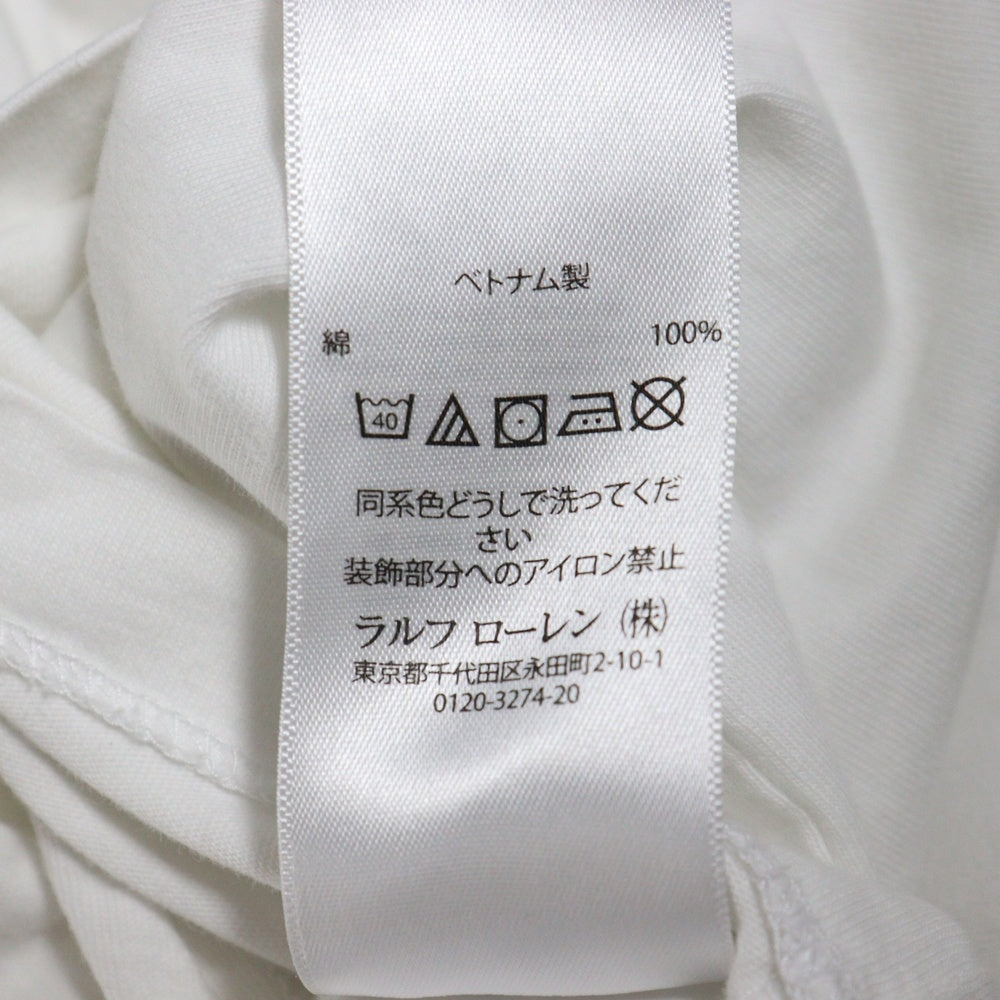 ベトナム製
綿 100%
40
同系色どうしで洗ってくだ
さい
装飾部分へのアイロン禁止
ラルフ ローレン (株)
東京都千代田区永田町2-10-1
0120-3274-20